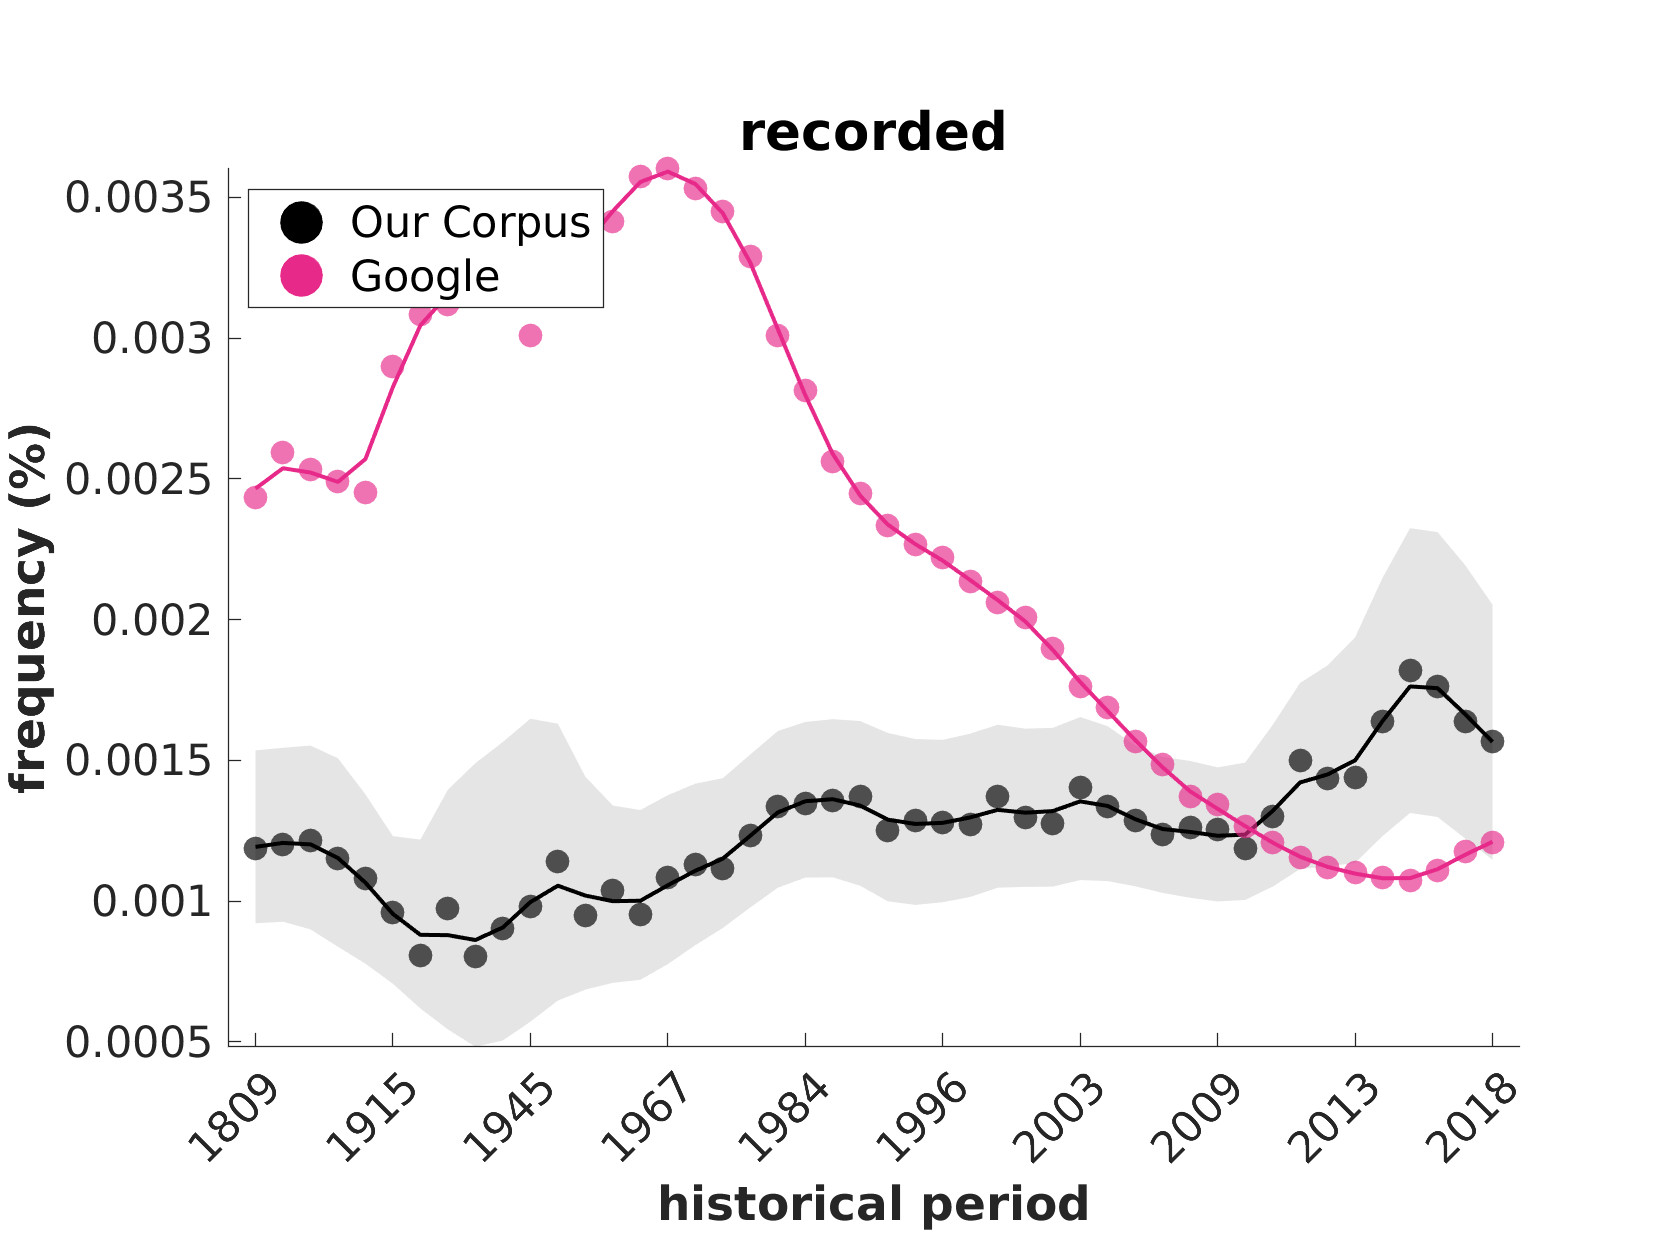 recorded
Our Corpus
Google
0.0035
0.003
0.0025
0.002
0.0015
0.001
0.0005
frequency (%)
1809 1915 1945 1967 1984 1996 2003 2009 2013 2018
historical period